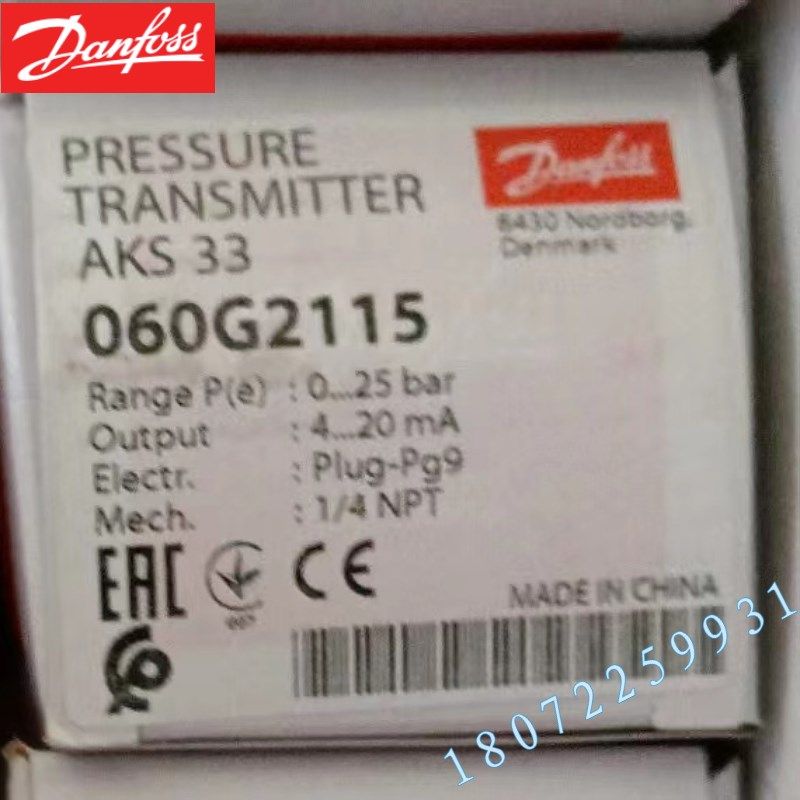 Danfoss
PRESSURE
TRANSMITTER
AKS 33
Danfoss
6430 Nordborg,
Denmark
060G2115
Range P(e) : 0...25 bar
Output : 4...20 mA
Electr. : Plug-Pg9
Mech. : 1/4 NPT
EAC
CE
MADE IN CHINA
18072259931